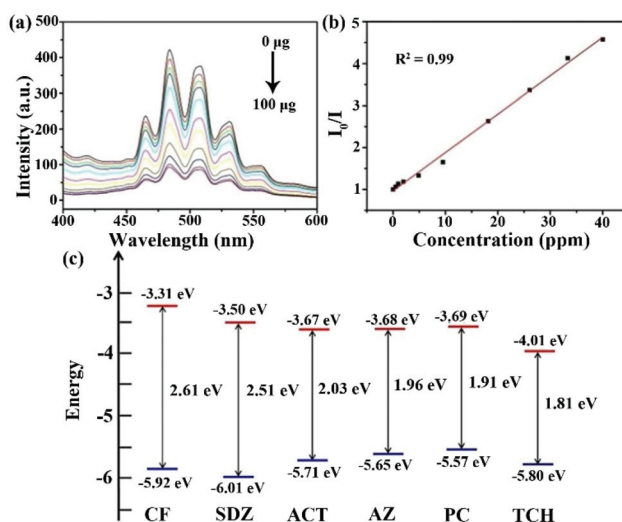 (a)
500
400
300
200
100
0
Intensity (a.u.)
0 µg
100 µg
400 450 500 550 600
Wavelength (nm)
(b)
5
4
3
2
1
I0/I
R² = 0.99
0 10 20 30 40
Concentration (ppm)
(c)
Energy
-3
-4
-5
-6
-3.31 eV
-3.50 eV
-3,67 eV
-3.68 eV
-3.69 eV
-4.01 eV
2.61 eV
2.51 eV
2.03 eV
1.96 eV
1.91 eV
1.81 eV
-5.92 eV
-6.01 eV
-5.71 eV
-5.65 eV
-5.57 eV
-5.80 eV
CF SDZ ACT AZ PC TCH